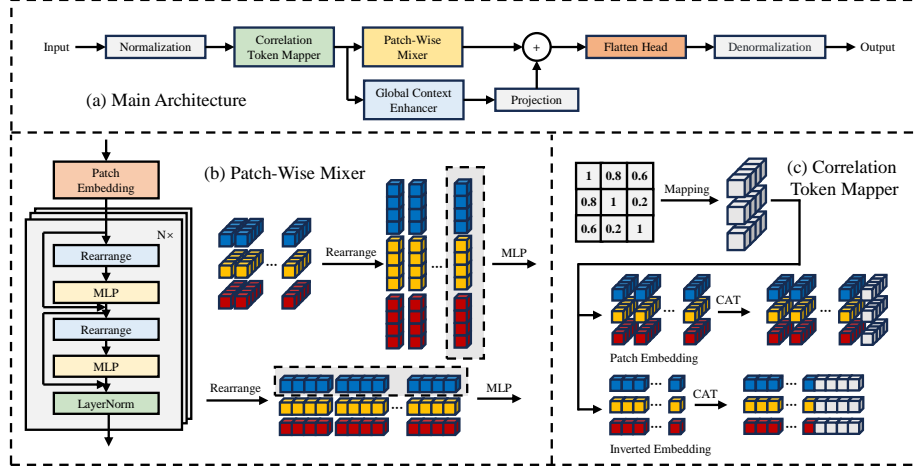 Input
Normalization
Correlation
Token Mapper
Patch-Wise
Mixer
+
Flatten Head
Denormalization
Output
Global Context
Enhancer
Projection
(a) Main Architecture
Patch
Embedding
N×
Rearrange
MLP
Rearrange
MLP
LayerNorm
(b) Patch-Wise Mixer
...
Rearrange
...
MLP
Rearrange
...
MLP
(c) Correlation
Token Mapper
1 0.8 0.6
0.8 1 0.2
0.6 0.2 1
Mapping
...
CAT
...
Patch Embedding
...
...
...
CAT
...
...
...
Inverted Embedding